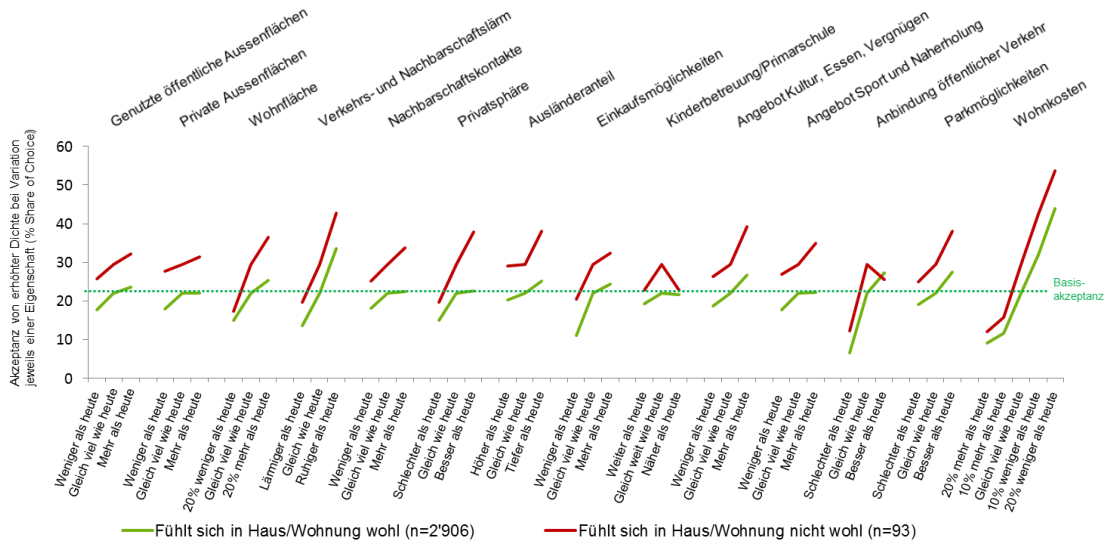 Genutzte öffentliche Aussenflächen
Private Aussenflächen
Wohnfläche
Verkehrs- und Nachbarschaftslärm
Nachbarschaftskontakte
Privatsphäre
Ausländeranteil
Einkaufsmöglichkeiten
Kinderbetreuung/Primarschule
Angebot Kultur, Essen, Vergnügen
Angebot Sport und Naherholung
Anbindung öffentlicher Verkehr
Parkmöglichkeiten
Wohnkosten
Akzeptanz von erhöhter Dichte bei Variation
jeweils einer Eigenschaft (% Share of Choice)
60
50
40
30
20
10
0
Basis-
akzeptanz
Weniger als heute
Gleich viel wie heute
Mehr als heute
Weniger als heute
Gleich viel wie heute
Mehr als heute
20% weniger als heute
Gleich viel wie heute
20% mehr als heute
Lärmiger als heute
Gleich wie heute
Ruhiger als heute
Weniger als heute
Gleich viel wie heute
Mehr als heute
Schlechter als heute
Gleich wie heute
Besser als heute
Höher als heute
Gleich wie heute
Tiefer als heute
Weniger als heute
Gleich viel wie heute
Mehr als heute
Weiter als heute
Gleich weit wie heute
Näher als heute
Weniger als heute
Gleich viel wie heute
Mehr als heute
Weniger als heute
Gleich viel wie heute
Mehr als heute
Schlechter als heute
Gleich wie heute
Besser als heute
Schlechter als heute
Gleich wie heute
Besser als heute
20% mehr als heute
10% mehr als heute
Gleich viel wie heute
10% weniger als heute
20% weniger als heute
Fühlt sich in Haus/Wohnung wohl (n=2'906)
Fühlt sich in Haus/Wohnung nicht wohl (n=93)